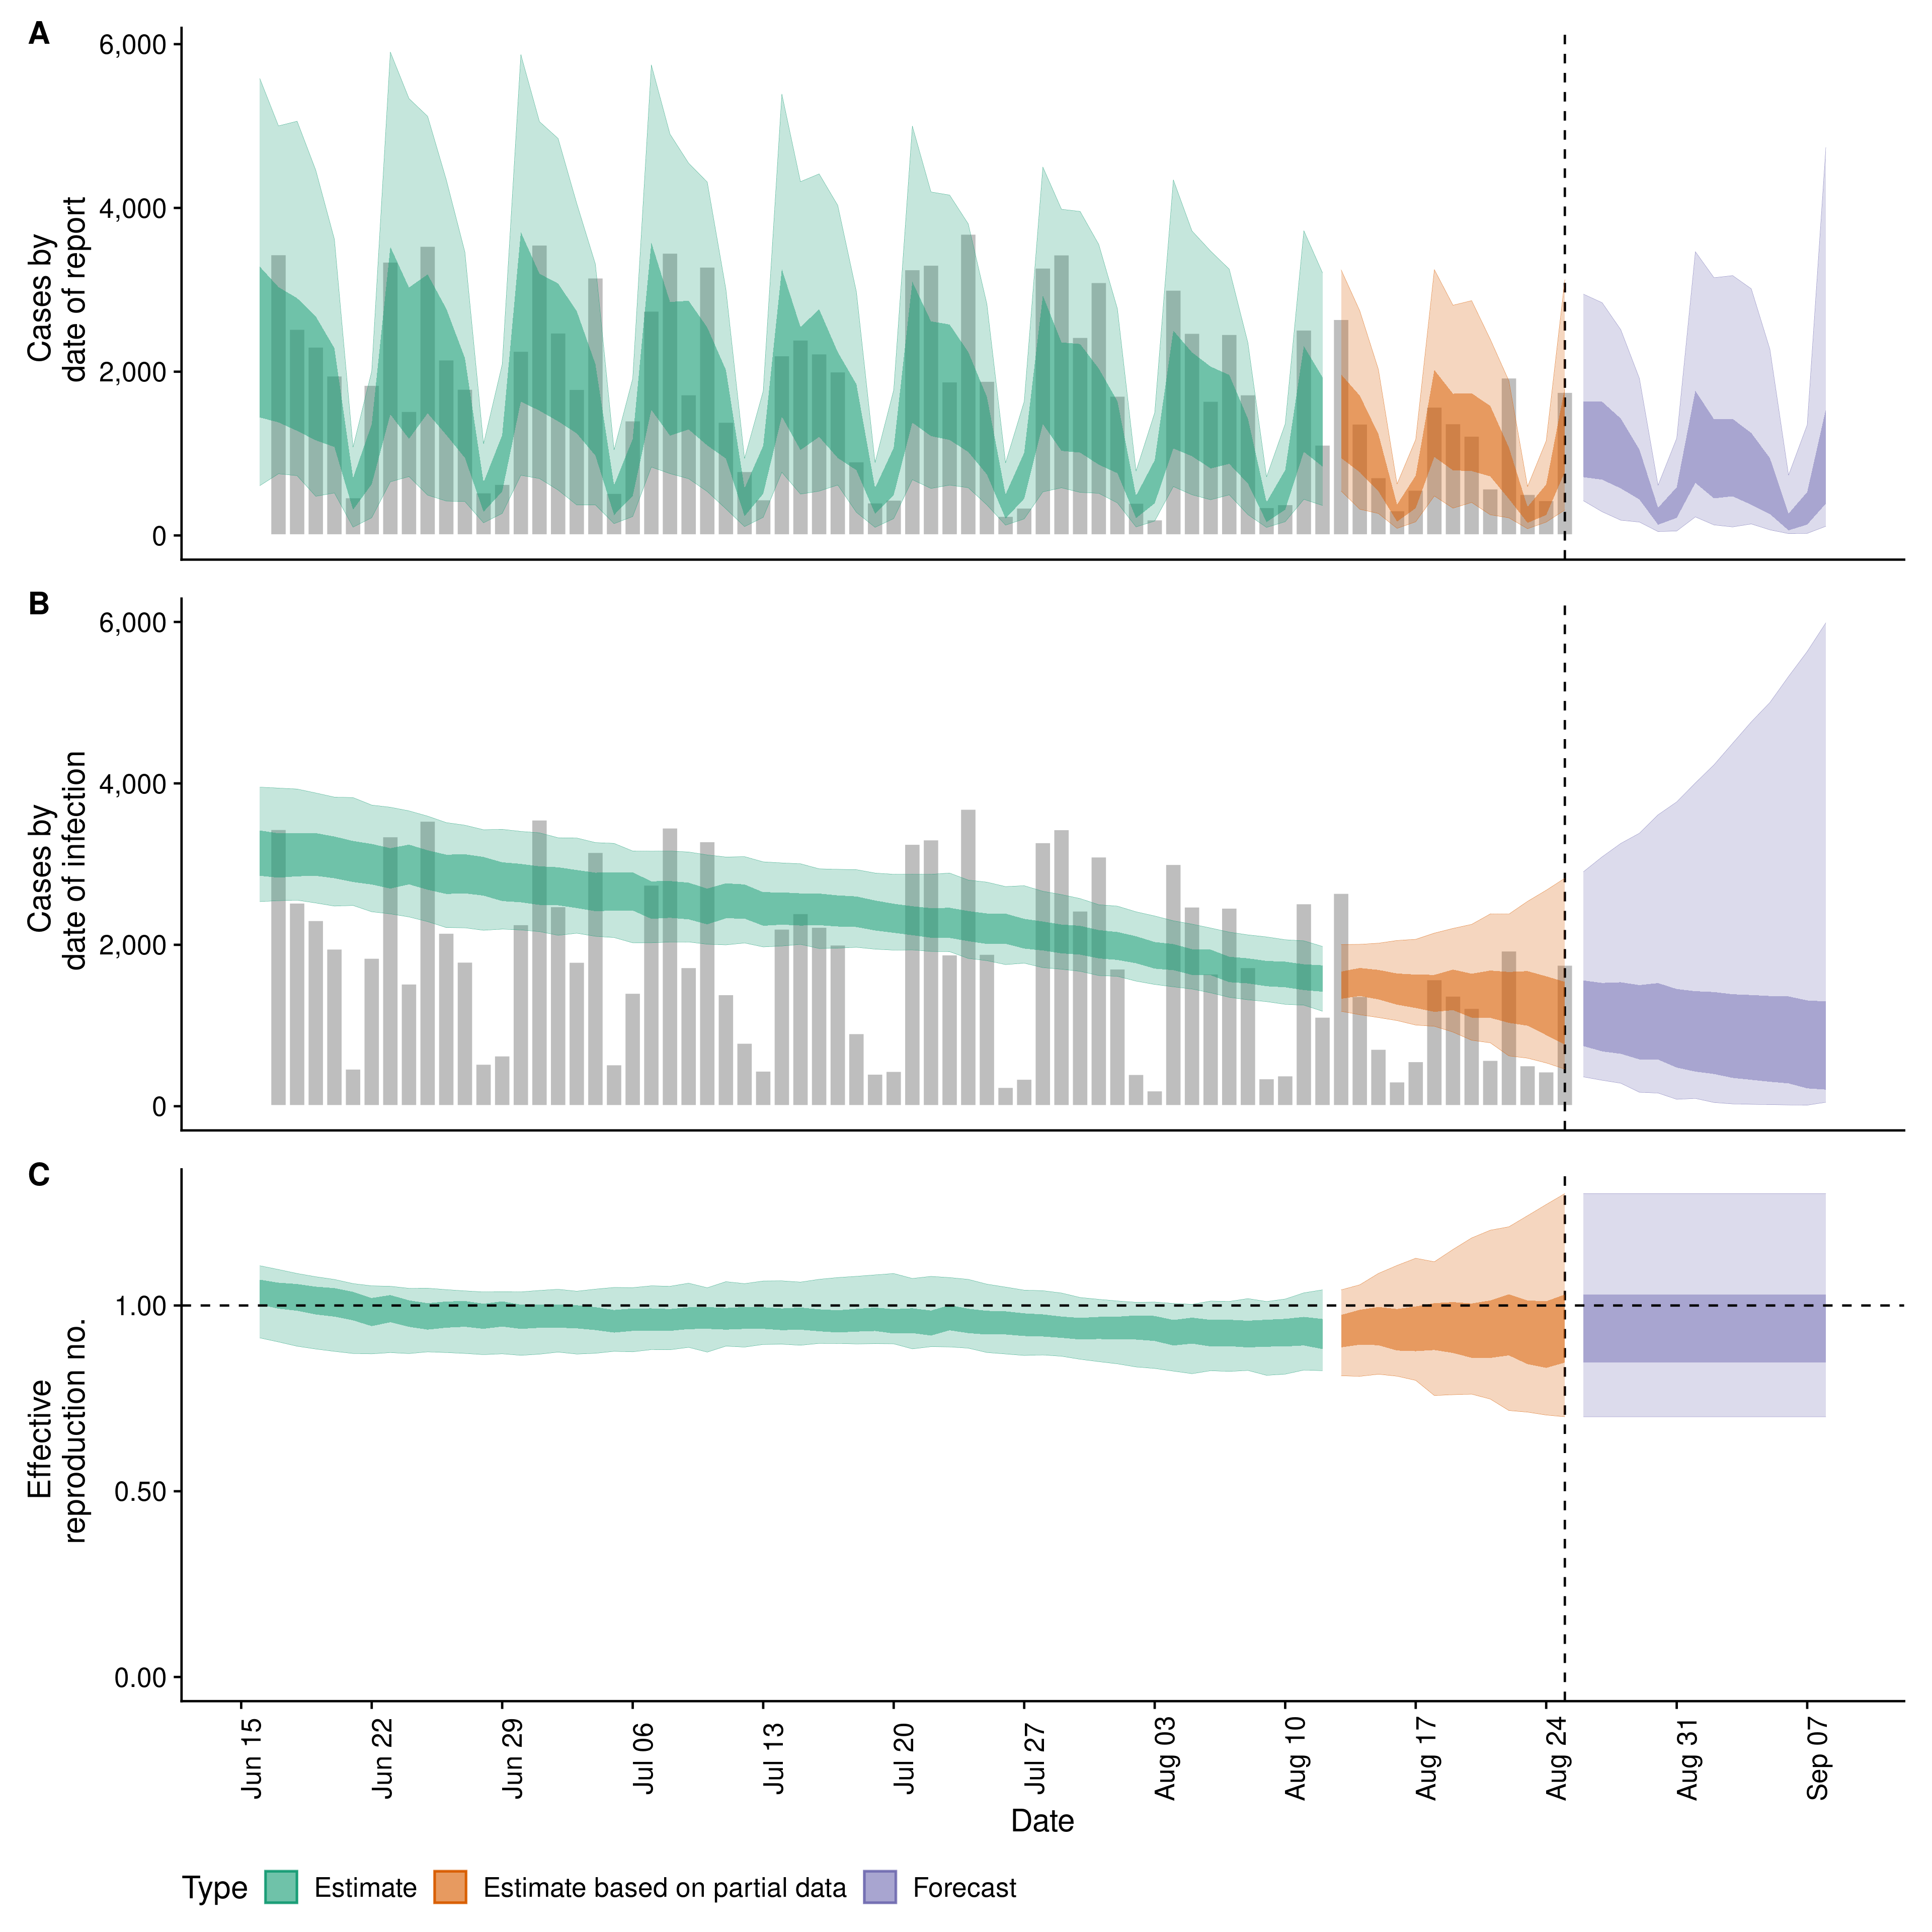 A
6,000
4,000
2,000
0
Cases by
date of report
B
6,000
4,000
2,000
0
Cases by
date of infection
C
1.00
0.50
0.00
Effective
reproduction no.
Jun 15
Jun 22
Jun 29
Jul 06
Jul 13
Jul 20
Jul 27
Aug 03
Aug 10
Aug 17
Aug 24
Aug 31
Sep 07
Date
Type
Estimate
Estimate based on partial data
Forecast